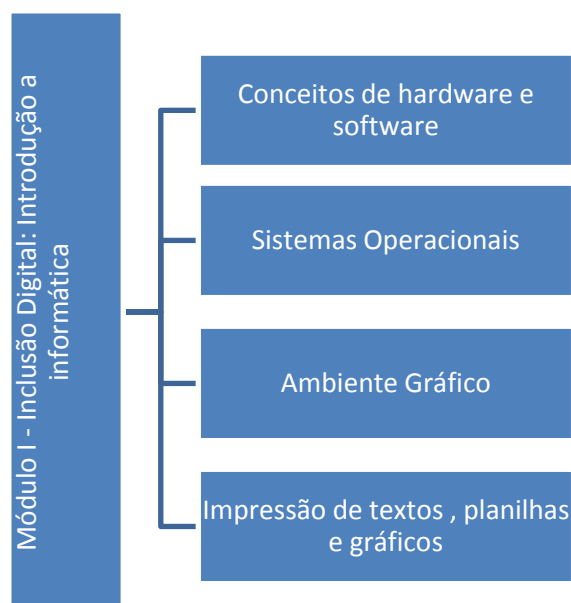 Módulo I - Inclusão Digital: Introdução a
informática
Conceitos de hardware e
software
Sistemas Operacionais
Ambiente Gráfico
Impressão de textos , planilhas
e gráficos